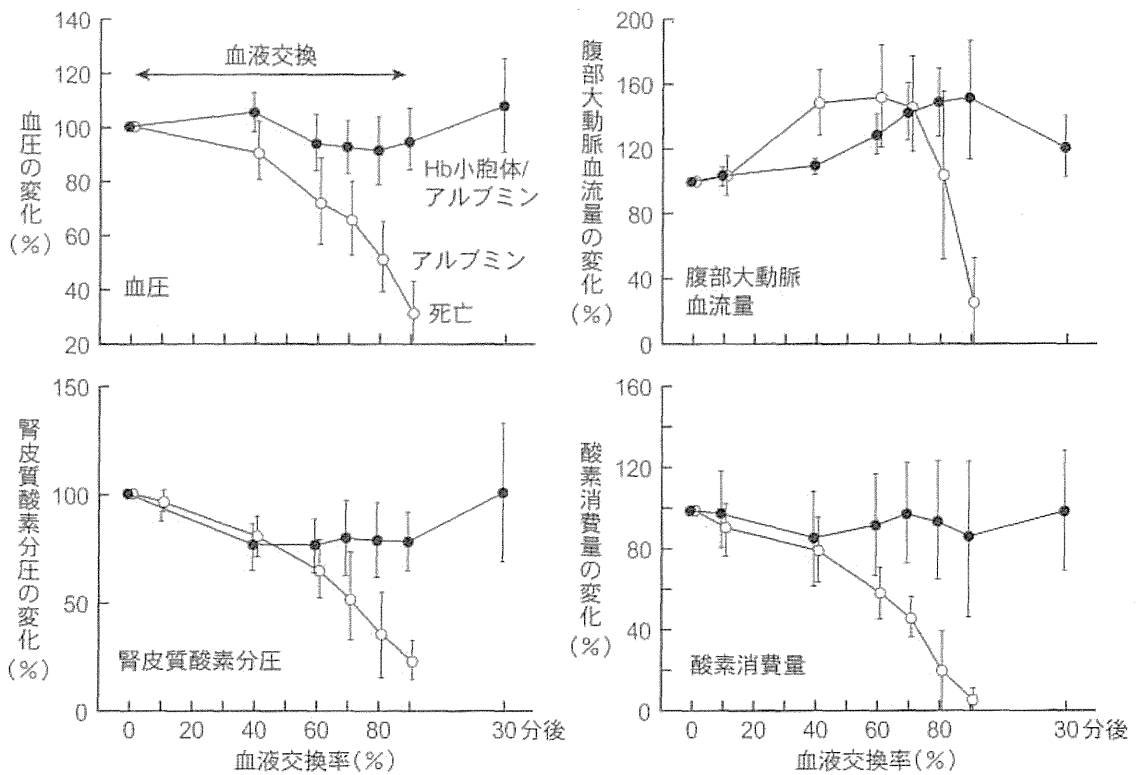 血圧の変化(%)
140
120
100
80
60
40
20
血液交換
Hb小胞体/
アルブミン
アルブミン
死亡
血圧
腹部大動脈血流量の変化(%)
200
160
120
80
40
0
腹部大動脈
血流量
腎皮質酸素分圧の変化(%)
150
100
50
0
腎皮質酸素分圧
0 20 40 60 80 30分後
血液交換率(%)
酸素消費量の変化(%)
160
120
80
40
0
酸素消費量
0 20 40 60 80 30分後
血液交換率(%)